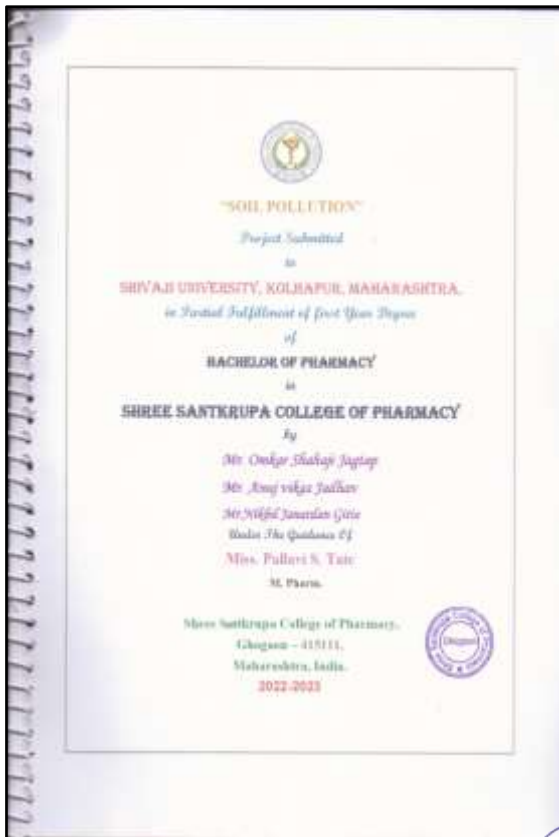 "SOIL POLLUTION"
Project Submitted
to
SHIVAJI UNIVERSITY, KOLHAPUR, MAHARASHTRA,
in Partial Fulfillment of first Year Degree
of
BACHELOR OF PHARMACY
in
SHREE SANTKRUPA COLLEGE OF PHARMACY
by
Mr. Omkar Shahaji Jagtap
Mr. Anuj vikas Jadhav
Mr.Nikhil Janardan
Under The Guidance Of
Miss. Pallavi S.
M. Pharm.
Shree Santkrupa College of Pharmacy,
Ghogaon – 415111,
Maharashtra, India.
2022-2023
Ghogaon